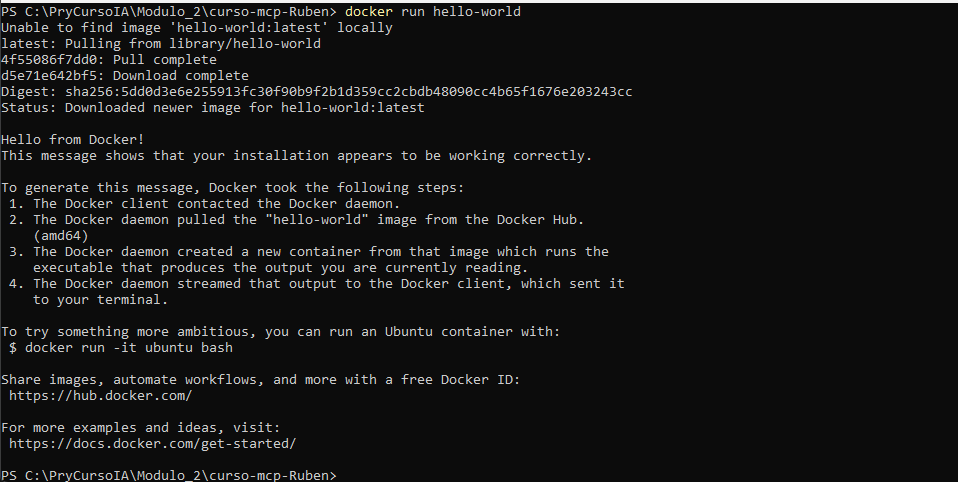 PS C:\PryCursoIA\Modulo_2\curso-mcp-Ruben> docker run hello-world
Unable to find image 'hello-world:latest' locally
latest: Pulling from library/hello-world
4f55086f7dd0: Pull complete
d5e71e642bf5: Download complete
Digest: sha256:5dd0d3e6e255913fc30f90b9f2b1d359cc2cbdb48090cc4b65f1676e203243cc
Status: Downloaded newer image for hello-world:latest

Hello from Docker!
This message shows that your installation appears to be working correctly.

To generate this message, Docker took the following steps:
 1. The Docker client contacted the Docker daemon.
 2. The Docker daemon pulled the "hello-world" image from the Docker Hub.
    (amd64)
 3. The Docker daemon created a new container from that image which runs the
    executable that produces the output you are currently reading.
 4. The Docker daemon streamed that output to the Docker client, which sent it
    to your terminal.

To try something more ambitious, you can run an Ubuntu container with:
 $ docker run -it ubuntu bash

Share images, automate workflows, and more with a free Docker ID:
 https://hub.docker.com/

For more examples and ideas, visit:
 https://docs.docker.com/get-started/

PS C:\PryCursoIA\Modulo_2\curso-mcp-Ruben>